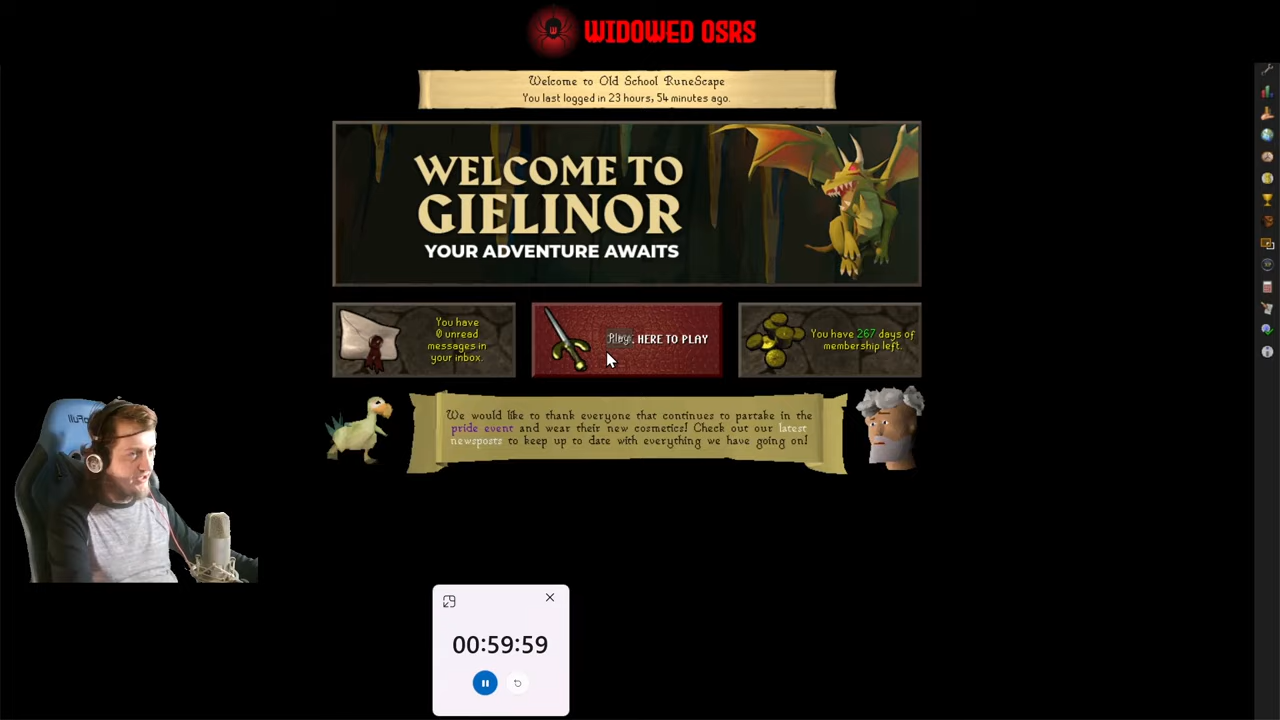 WIDOWED OSRS
Welcome to Old School RuneScape
You last logged in 23 hours, 54 minutes ago.
WELCOME TO
GIELINOR
YOUR ADVENTURE AWAITS
You have
0 unread
messages in
your inbox.
Play HERE TO PLAY
You have 267 days of
membership left.
We would like to thank everyone that continues to partake in the
pride event and wear their new cosmetics! Check out our latest
newsposts to keep up to date with everything we have going on!
00:59:59